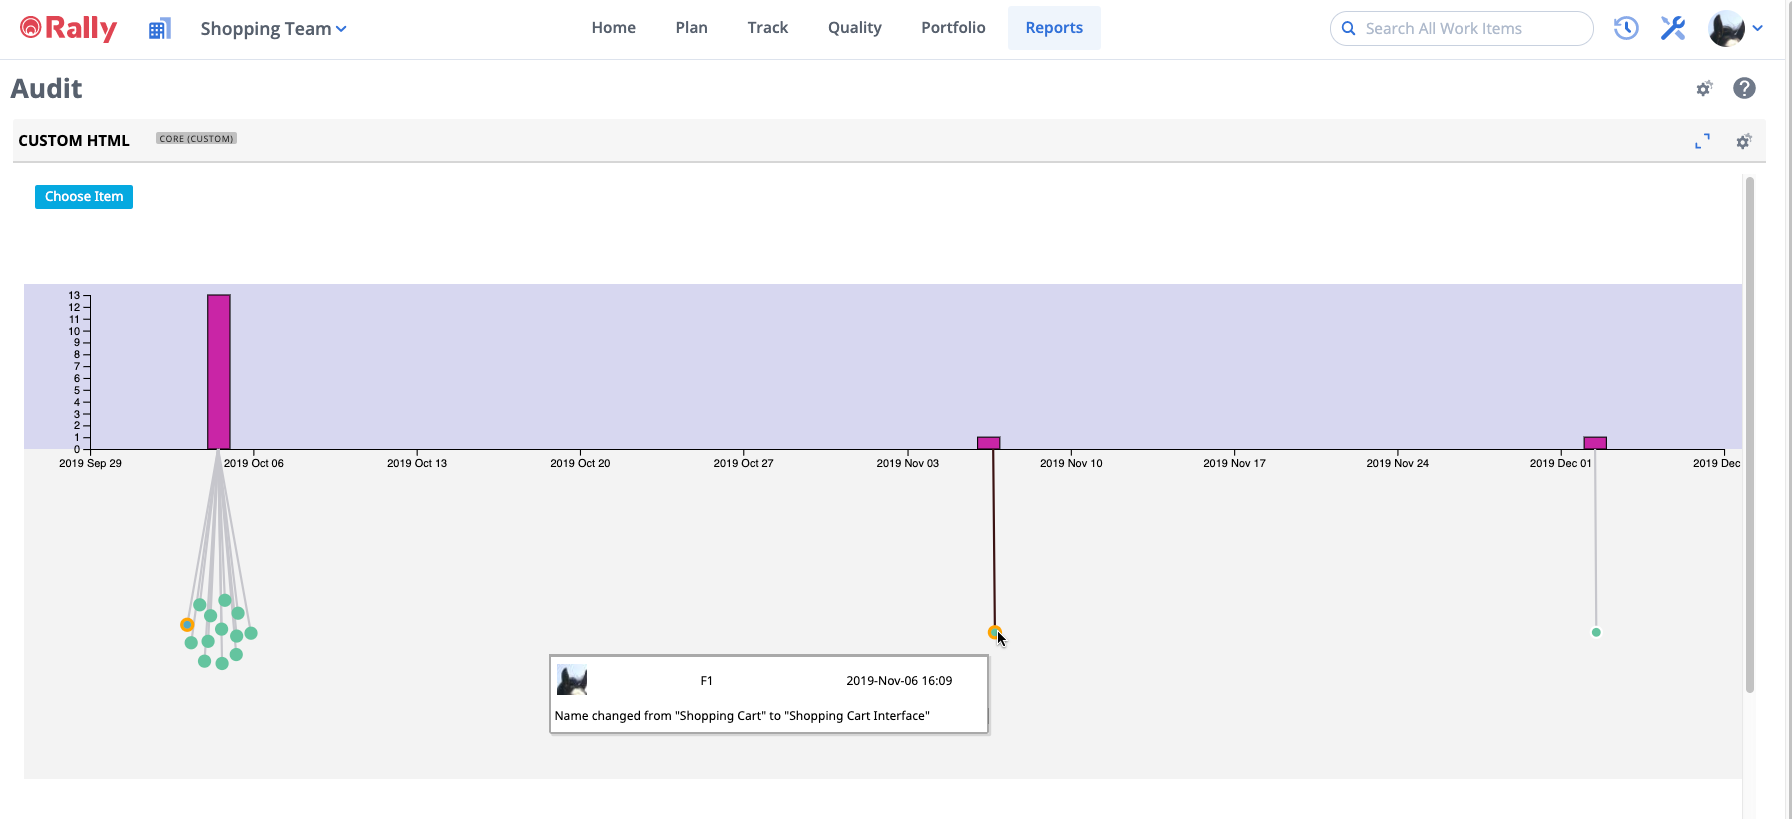 Rally Shopping Team Home Plan Track Quality Portfolio Reports Search All Work Items
Audit
?
CUSTOM HTML CORE (CUSTOM)
Choose Item
13
12
11
10
9
8
7
6
5
4
3
2
1
0
2019 Sep 29 2019 Oct 06 2019 Oct 13 2019 Oct 20 2019 Oct 27 2019 Nov 03 2019 Nov 10 2019 Nov 17 2019 Nov 24 2019 Dec 01 2019 Dec
F1 2019-Nov-06 16:09
Name changed from "Shopping Cart" to "Shopping Cart Interface"